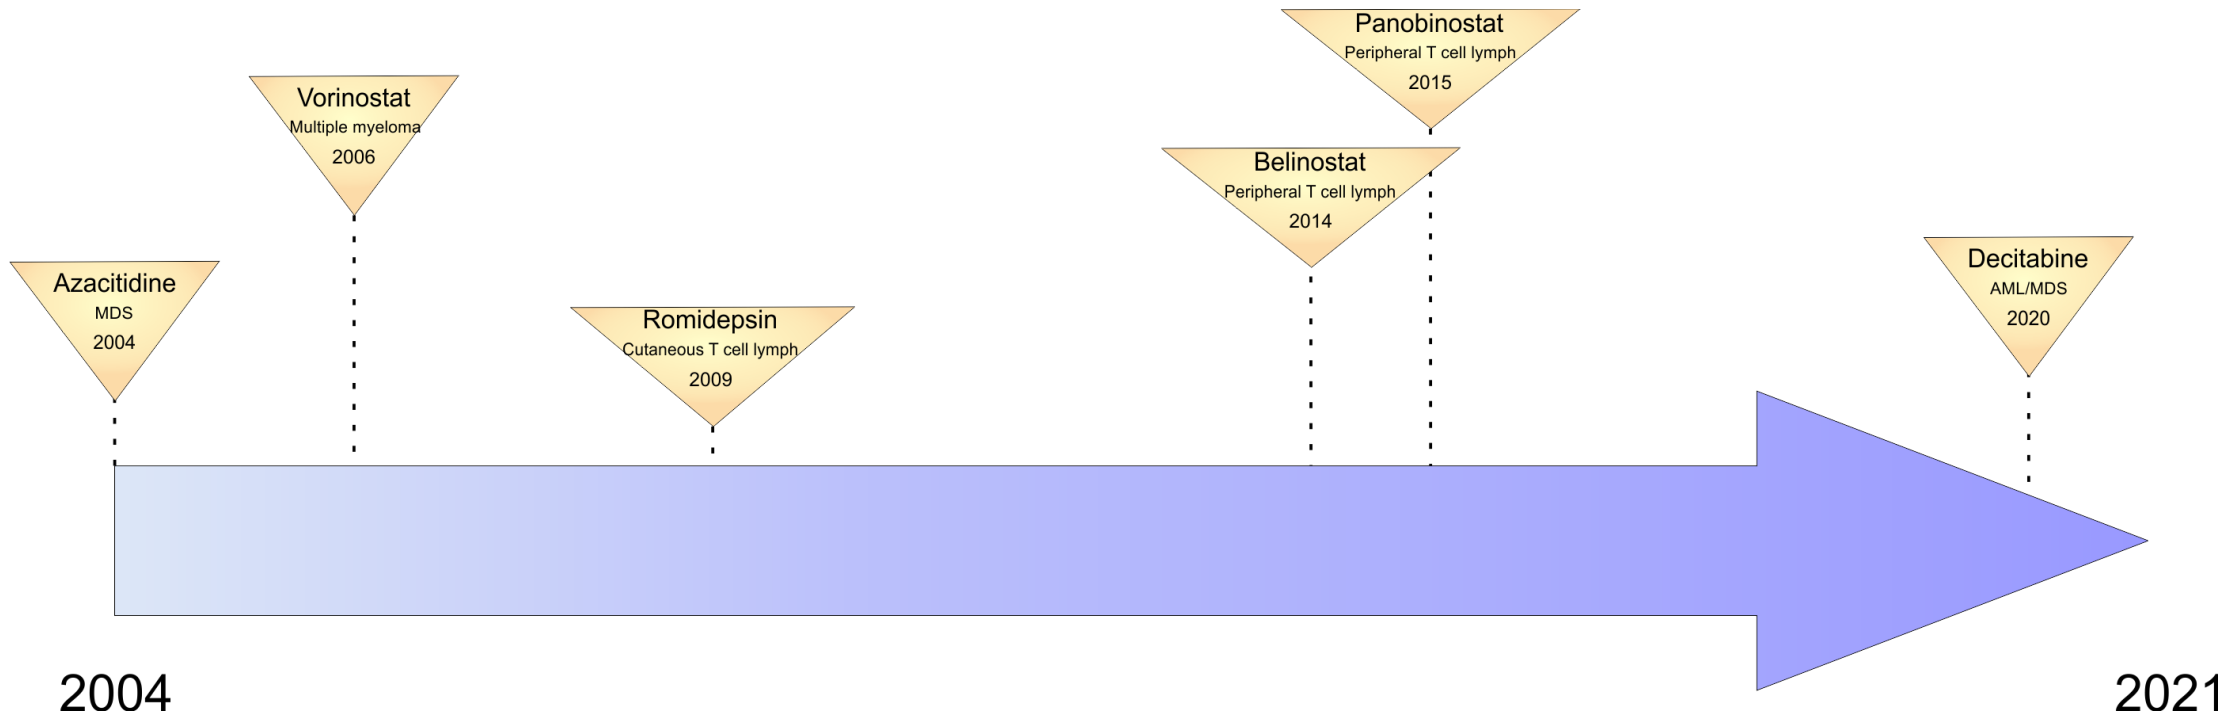 Panobinostat
Peripheral T cell lymph
2015
Vorinostat
Multiple myeloma
2006
Belinostat
Peripheral T cell lymph
2014
Azacitidine
MDS
2004
Romidepsin
Cutaneous T cell lymph
2009
Decitabine
AML/MDS
2020
2004
2021